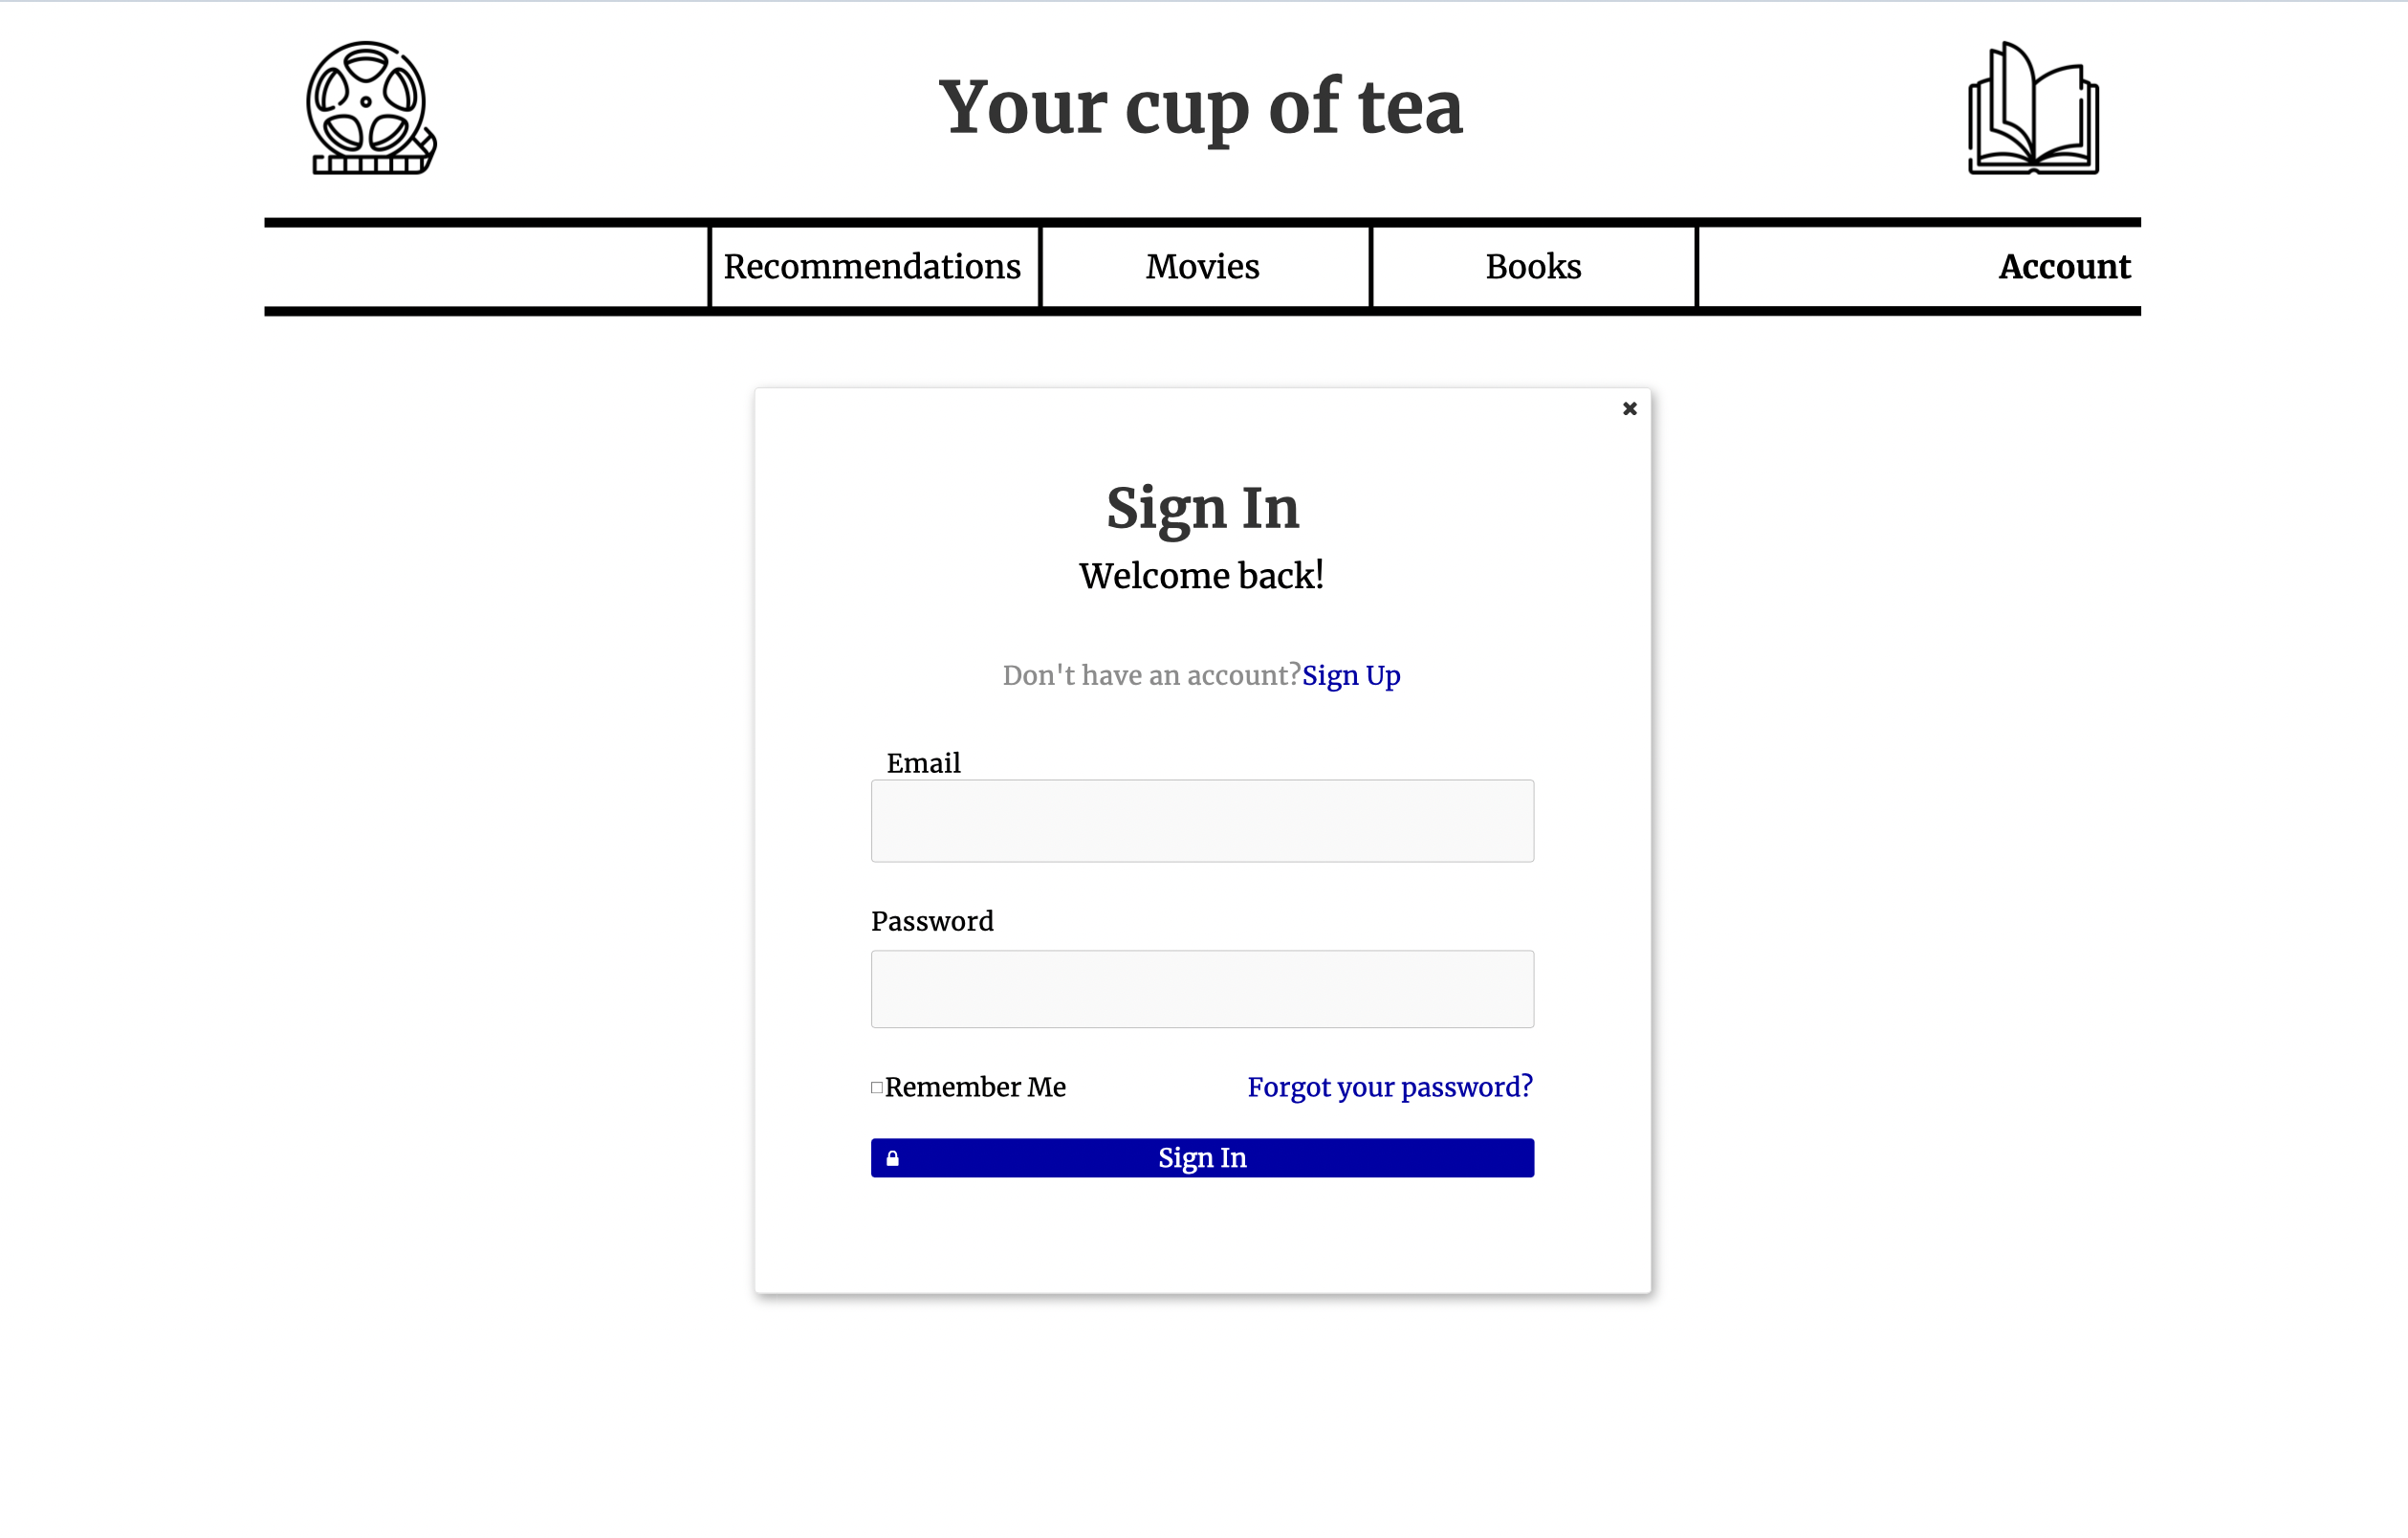 Your cup of tea
Recommendations Movies Books Account
Sign In
Welcome back!
Don't have an account?Sign Up
Email
Password
Remember Me Forgot your password?
Sign In